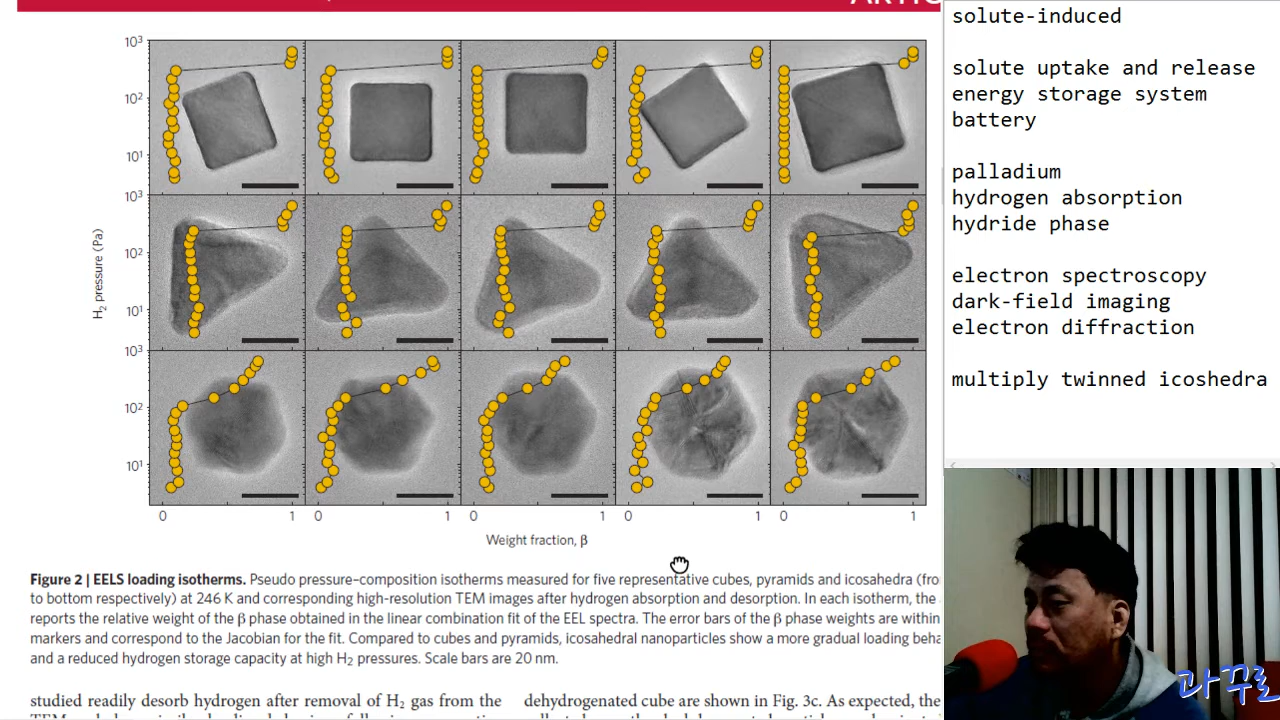 10³
10²
10¹
10³
10²
10¹
10³
10²
10¹
H₂ pressure (Pa)
0 1 0 1 0 1 0 1 0 1
Weight fraction, β
Figure 2 | EELS loading isotherms. Pseudo pressure–composition isotherms measured for five representative cubes, pyramids and icosahedra (fro
to bottom respectively) at 246 K and corresponding high-resolution TEM images after hydrogen absorption and desorption. In each isotherm, the
reports the relative weight of the β phase obtained in the linear combination fit of the EEL spectra. The error bars of the β phase weights are within
markers and correspond to the Jacobian for the fit. Compared to cubes and pyramids, icosahedral nanoparticles show a more gradual loading beha
and a reduced hydrogen storage capacity at high H₂ pressures. Scale bars are 20 nm.
studied readily desorb hydrogen after removal of H₂ gas from the
dehydrogenated cube are shown in Fig. 3c. As expected, the
solute-induced
solute uptake and release
energy storage system
battery
palladium
hydrogen absorption
hydride phase
electron spectroscopy
dark-field imaging
electron diffraction
multiply twinned icoshedra
과꾸로